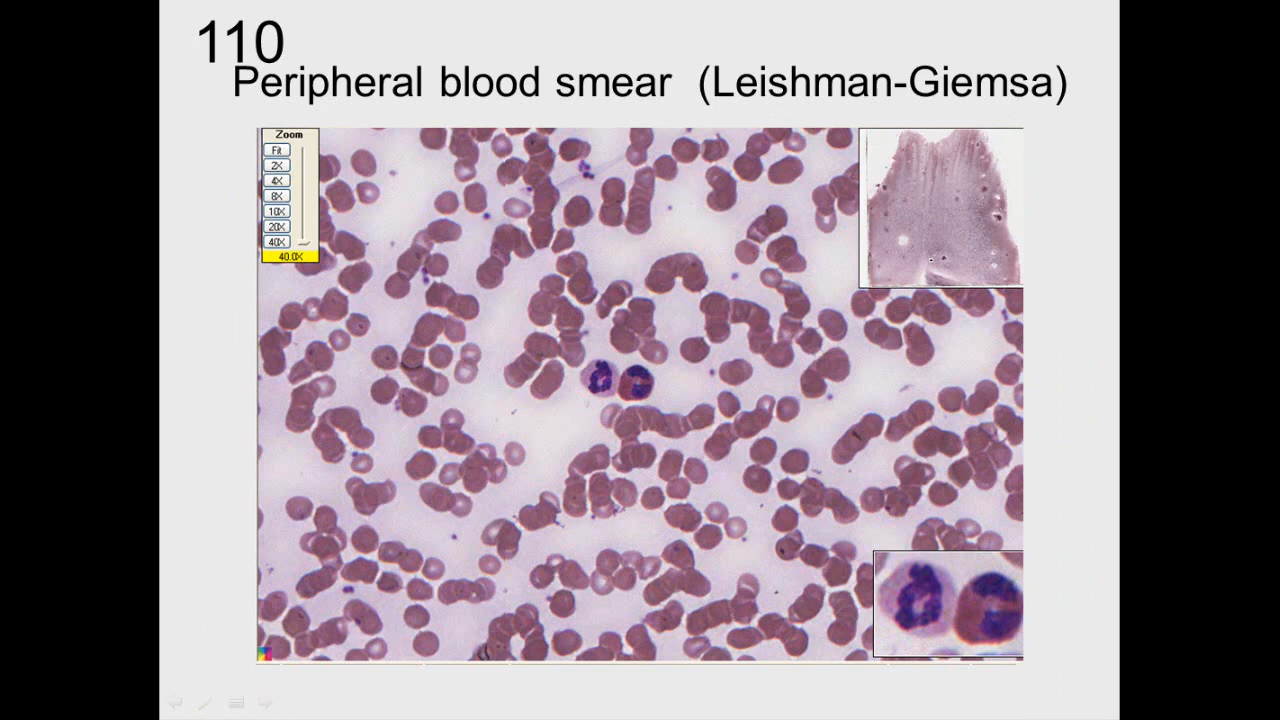 110
Peripheral blood smear (Leishman-Giemsa)
Zoom
Fit
2X
4X
8X
10X
20X
40X
40.0X